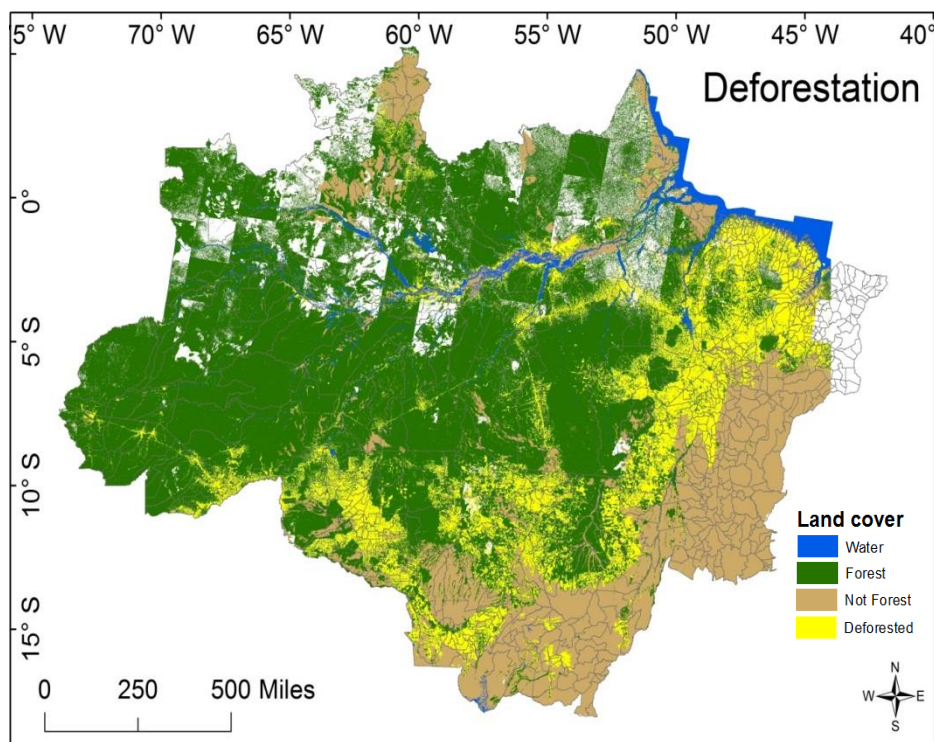 5° W 70° W 65° W 60° W 55° W 50° W 45° W 40°
Deforestation
0°
5° S
10° S
15° S
Land cover
Water
Forest
Not Forest
Deforested
0 250 500 Miles
N
W E
S